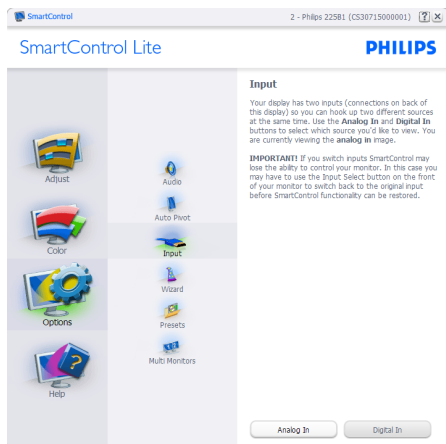 SmartControl
2 - Philips 225B1 (CS30715000001)
SmartControl Lite
PHILIPS
Adjust
Color
Options
Help
Audio
Auto Pivot
Input
Wizard
Presets
Multi Monitors
Input
Your display has two inputs (connections on back of
this display) so you can hook up two different sources
at the same time. Use the Analog In and Digital In
buttons to select which source you'd like to view. You
are currently viewing the analog in image.
IMPORTANT! If you switch inputs SmartControl may
lose the ability to control your monitor. In this case you
may have to use the Input Select button on the front
of your monitor to switch back to the original input
before SmartControl functionality can be restored.
Analog In
Digital In